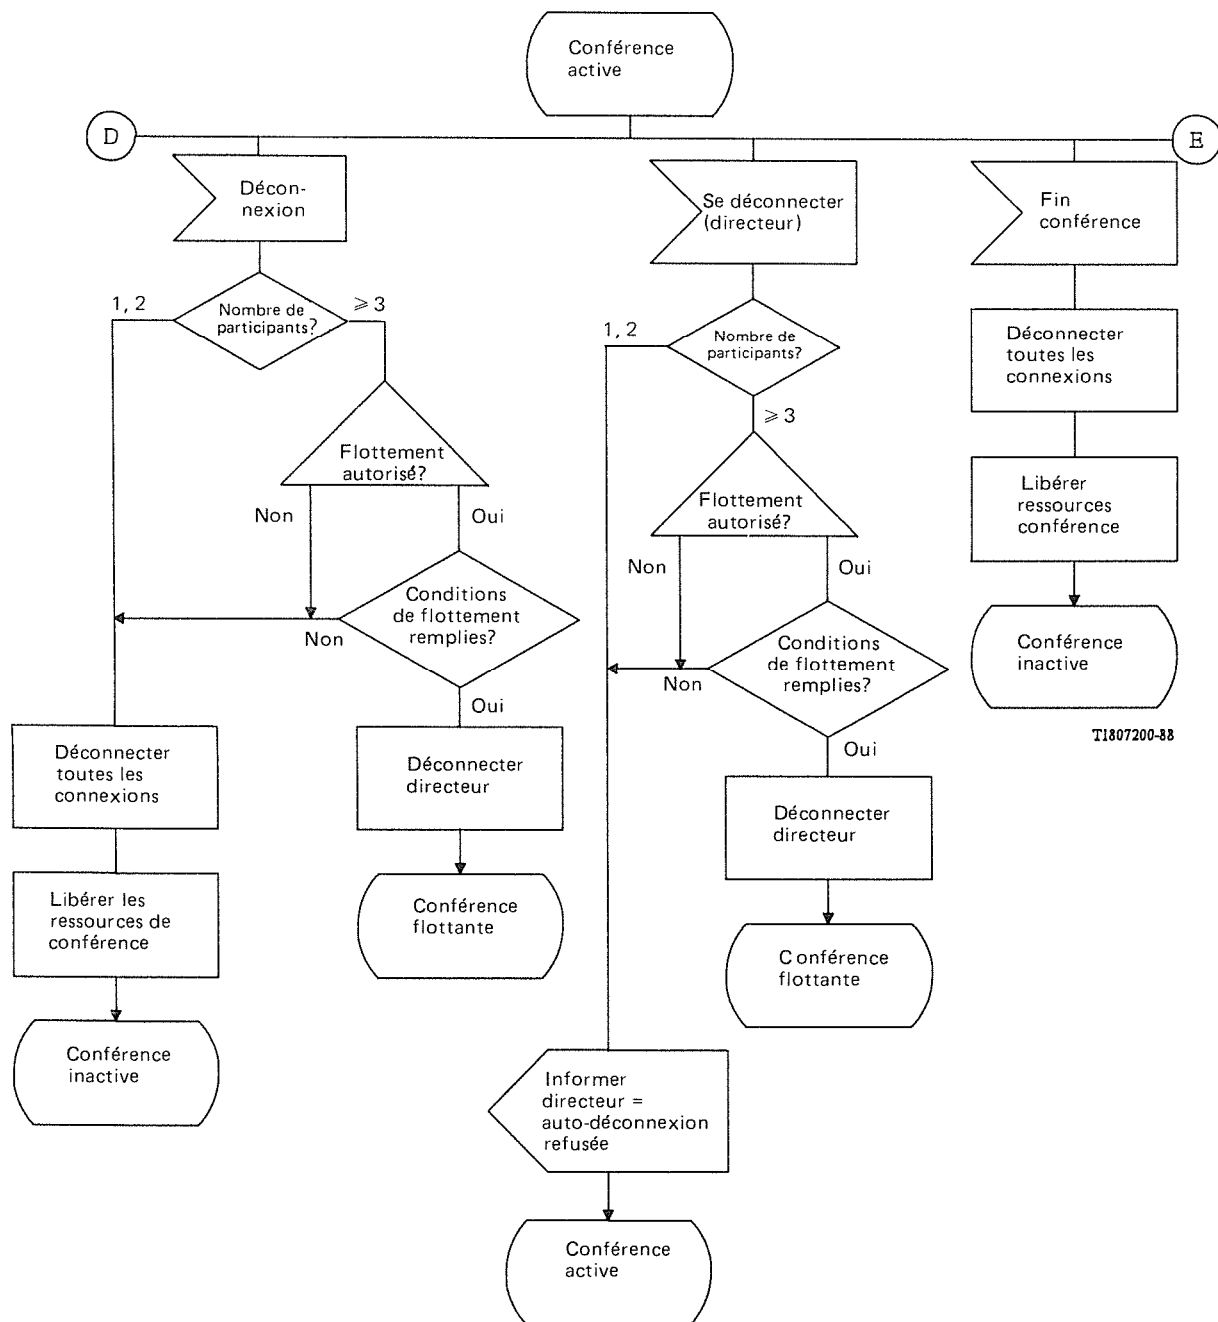 Conférence
active
D
E
Décon-
nexion
Se déconnecter
(directeur)
Fin
conférence
1, 2
Nombre de
participants?
⩾ 3
1, 2
Nombre de
participants?
⩾ 3
Déconnecter
toutes les
connexions
Flottement
autorisé?
Non
Oui
Flottement
autorisé?
Non
Oui
Libérer
ressources
conférence
Conditions
de flottement
remplies?
Non
Oui
Conditions
de flottement
remplies?
Non
Oui
Conférence
inactive
T1807200-88
Déconnecter
toutes les
connexions
Déconnecter
directeur
Déconnecter
directeur
Libérer les
ressources de
conférence
Conférence
flottante
Conférence
flottante
Conférence
inactive
Informer
directeur =
auto-déconnexion
refusée
Conférence
active